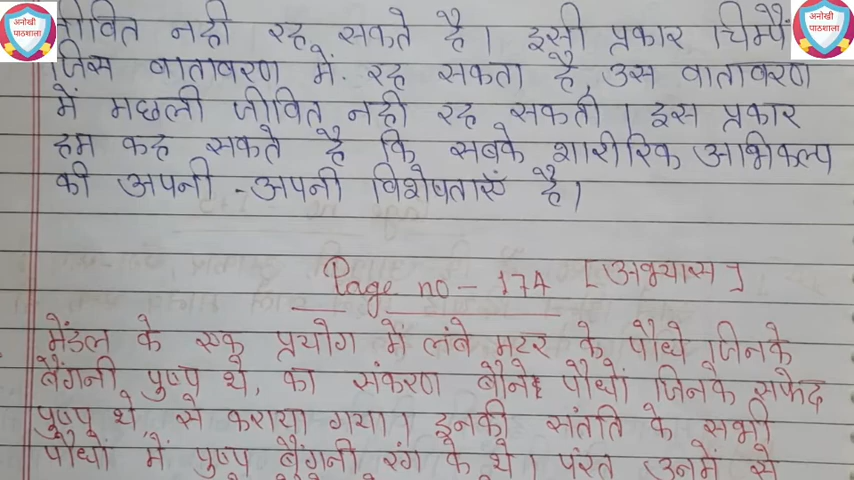 अनोखी
पाठशाला
अनोखी
पाठशाला
जीवित नही रह सकते है। इसी प्रकार चिम्पैं
जिस वातावरण में रह सकता है, उस वातावरण
में मछली जीवित नही रह सकती। इस प्रकार
हम कह सकते है कि सबके शारीरिक अभिकल्प
की अपनी - अपनी विशेषताएँ है।
Page no - 174 [अभ्यास]
मेंडल के एक प्रयोग में लंबे मटर के पौधे जिनके
बैंगनी पुष्प थे, का संकरण बौने पौधों जिनके सफेद
पुष्प थे, से कराया गया। इनकी संतति के सभी
पौधों में पुष्प बैंगनी रंग के थे। परंतु उनमें से